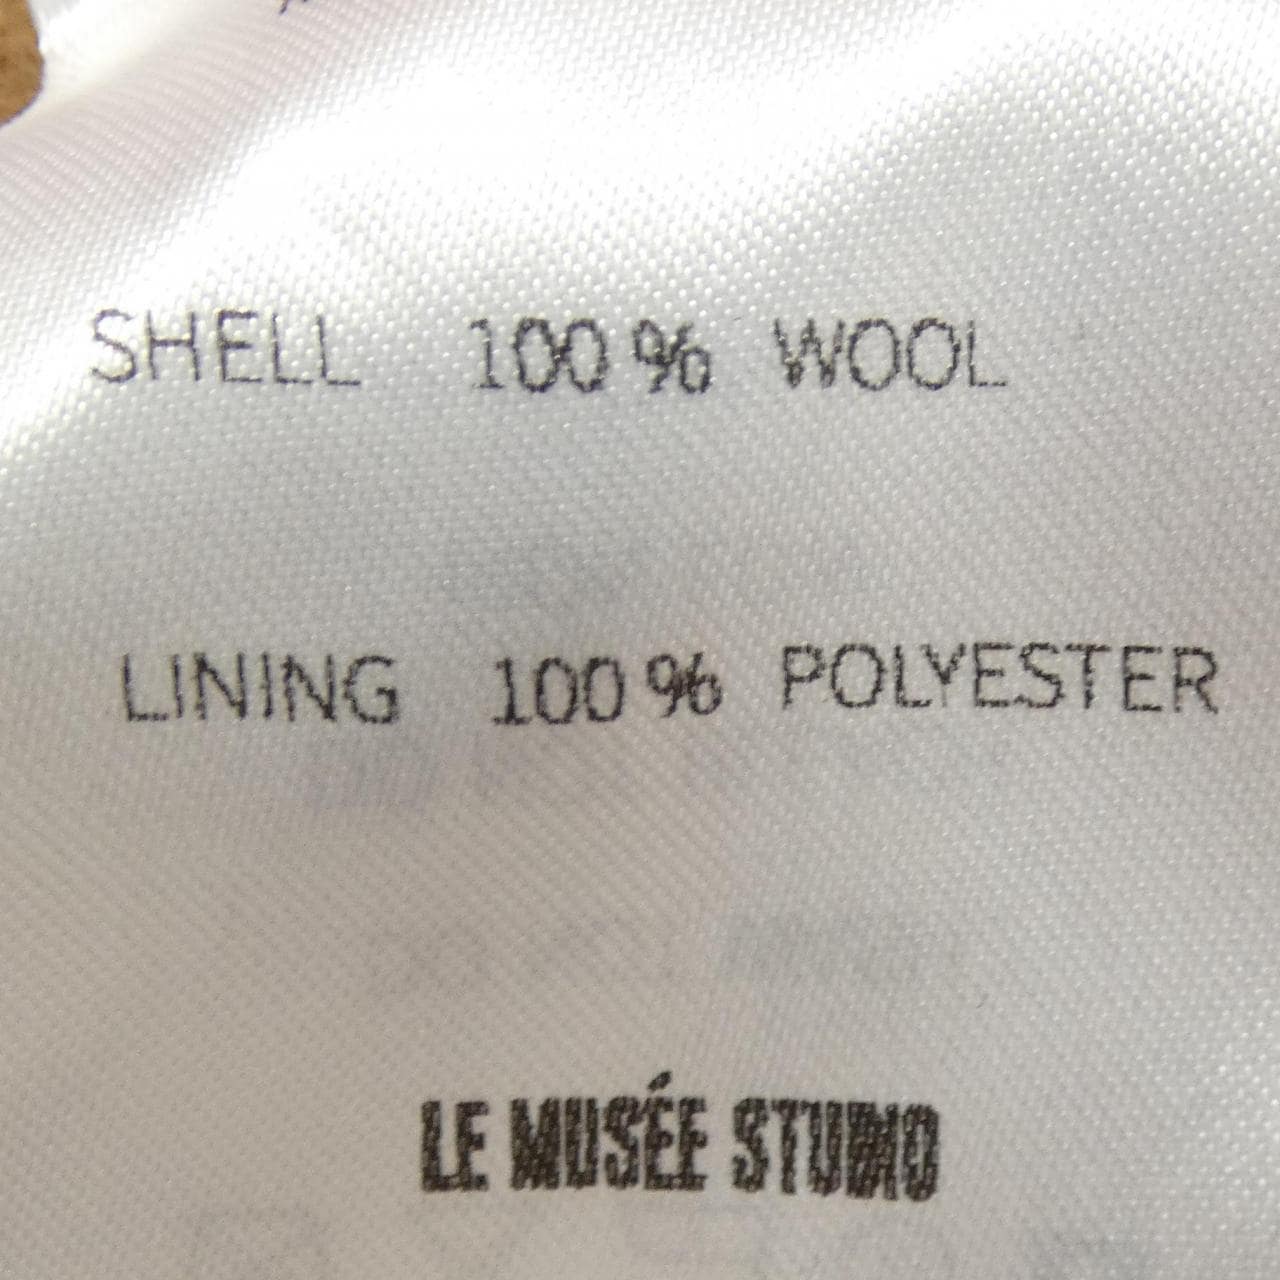 SHELL 100% WOOL
LINING 100% POLYESTER
LE MUSÉE STUDIO